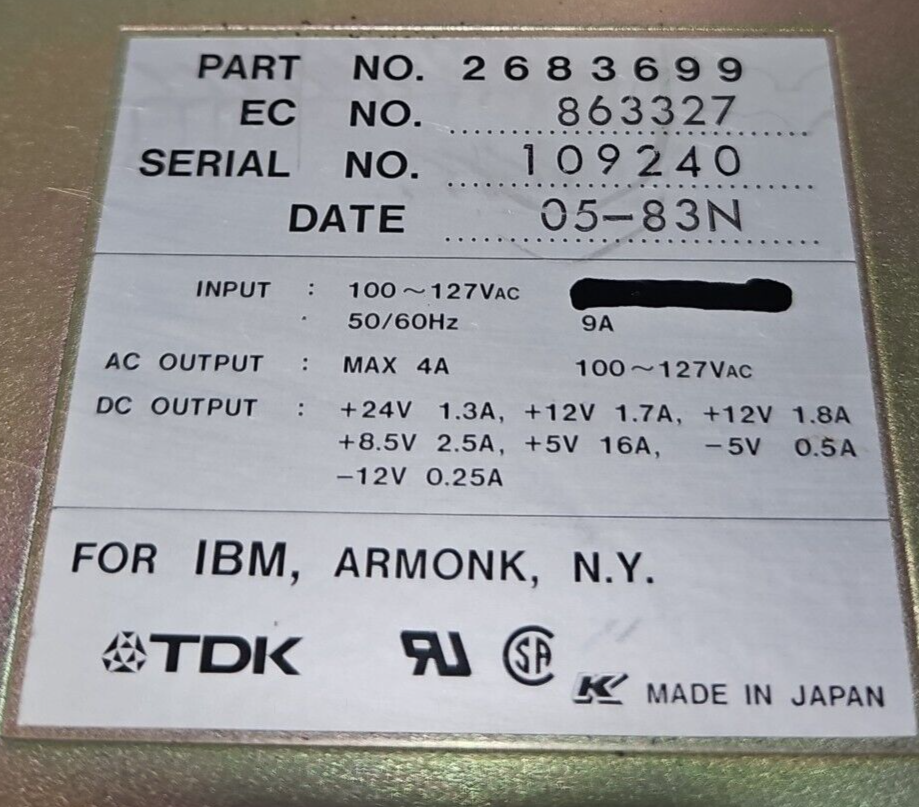 PART NO. 2683699
EC NO. 863327
SERIAL NO. 109240
DATE 05-83N
INPUT : 100~127VAC
50/60Hz 9A
AC OUTPUT : MAX 4A 100~127VAC
DC OUTPUT : +24V 1.3A, +12V 1.7A, +12V 1.8A
+8.5V 2.5A, +5V 16A, -5V 0.5A
-12V 0.25A
FOR IBM, ARMONK, N.Y.
TDK RU SA K MADE IN JAPAN